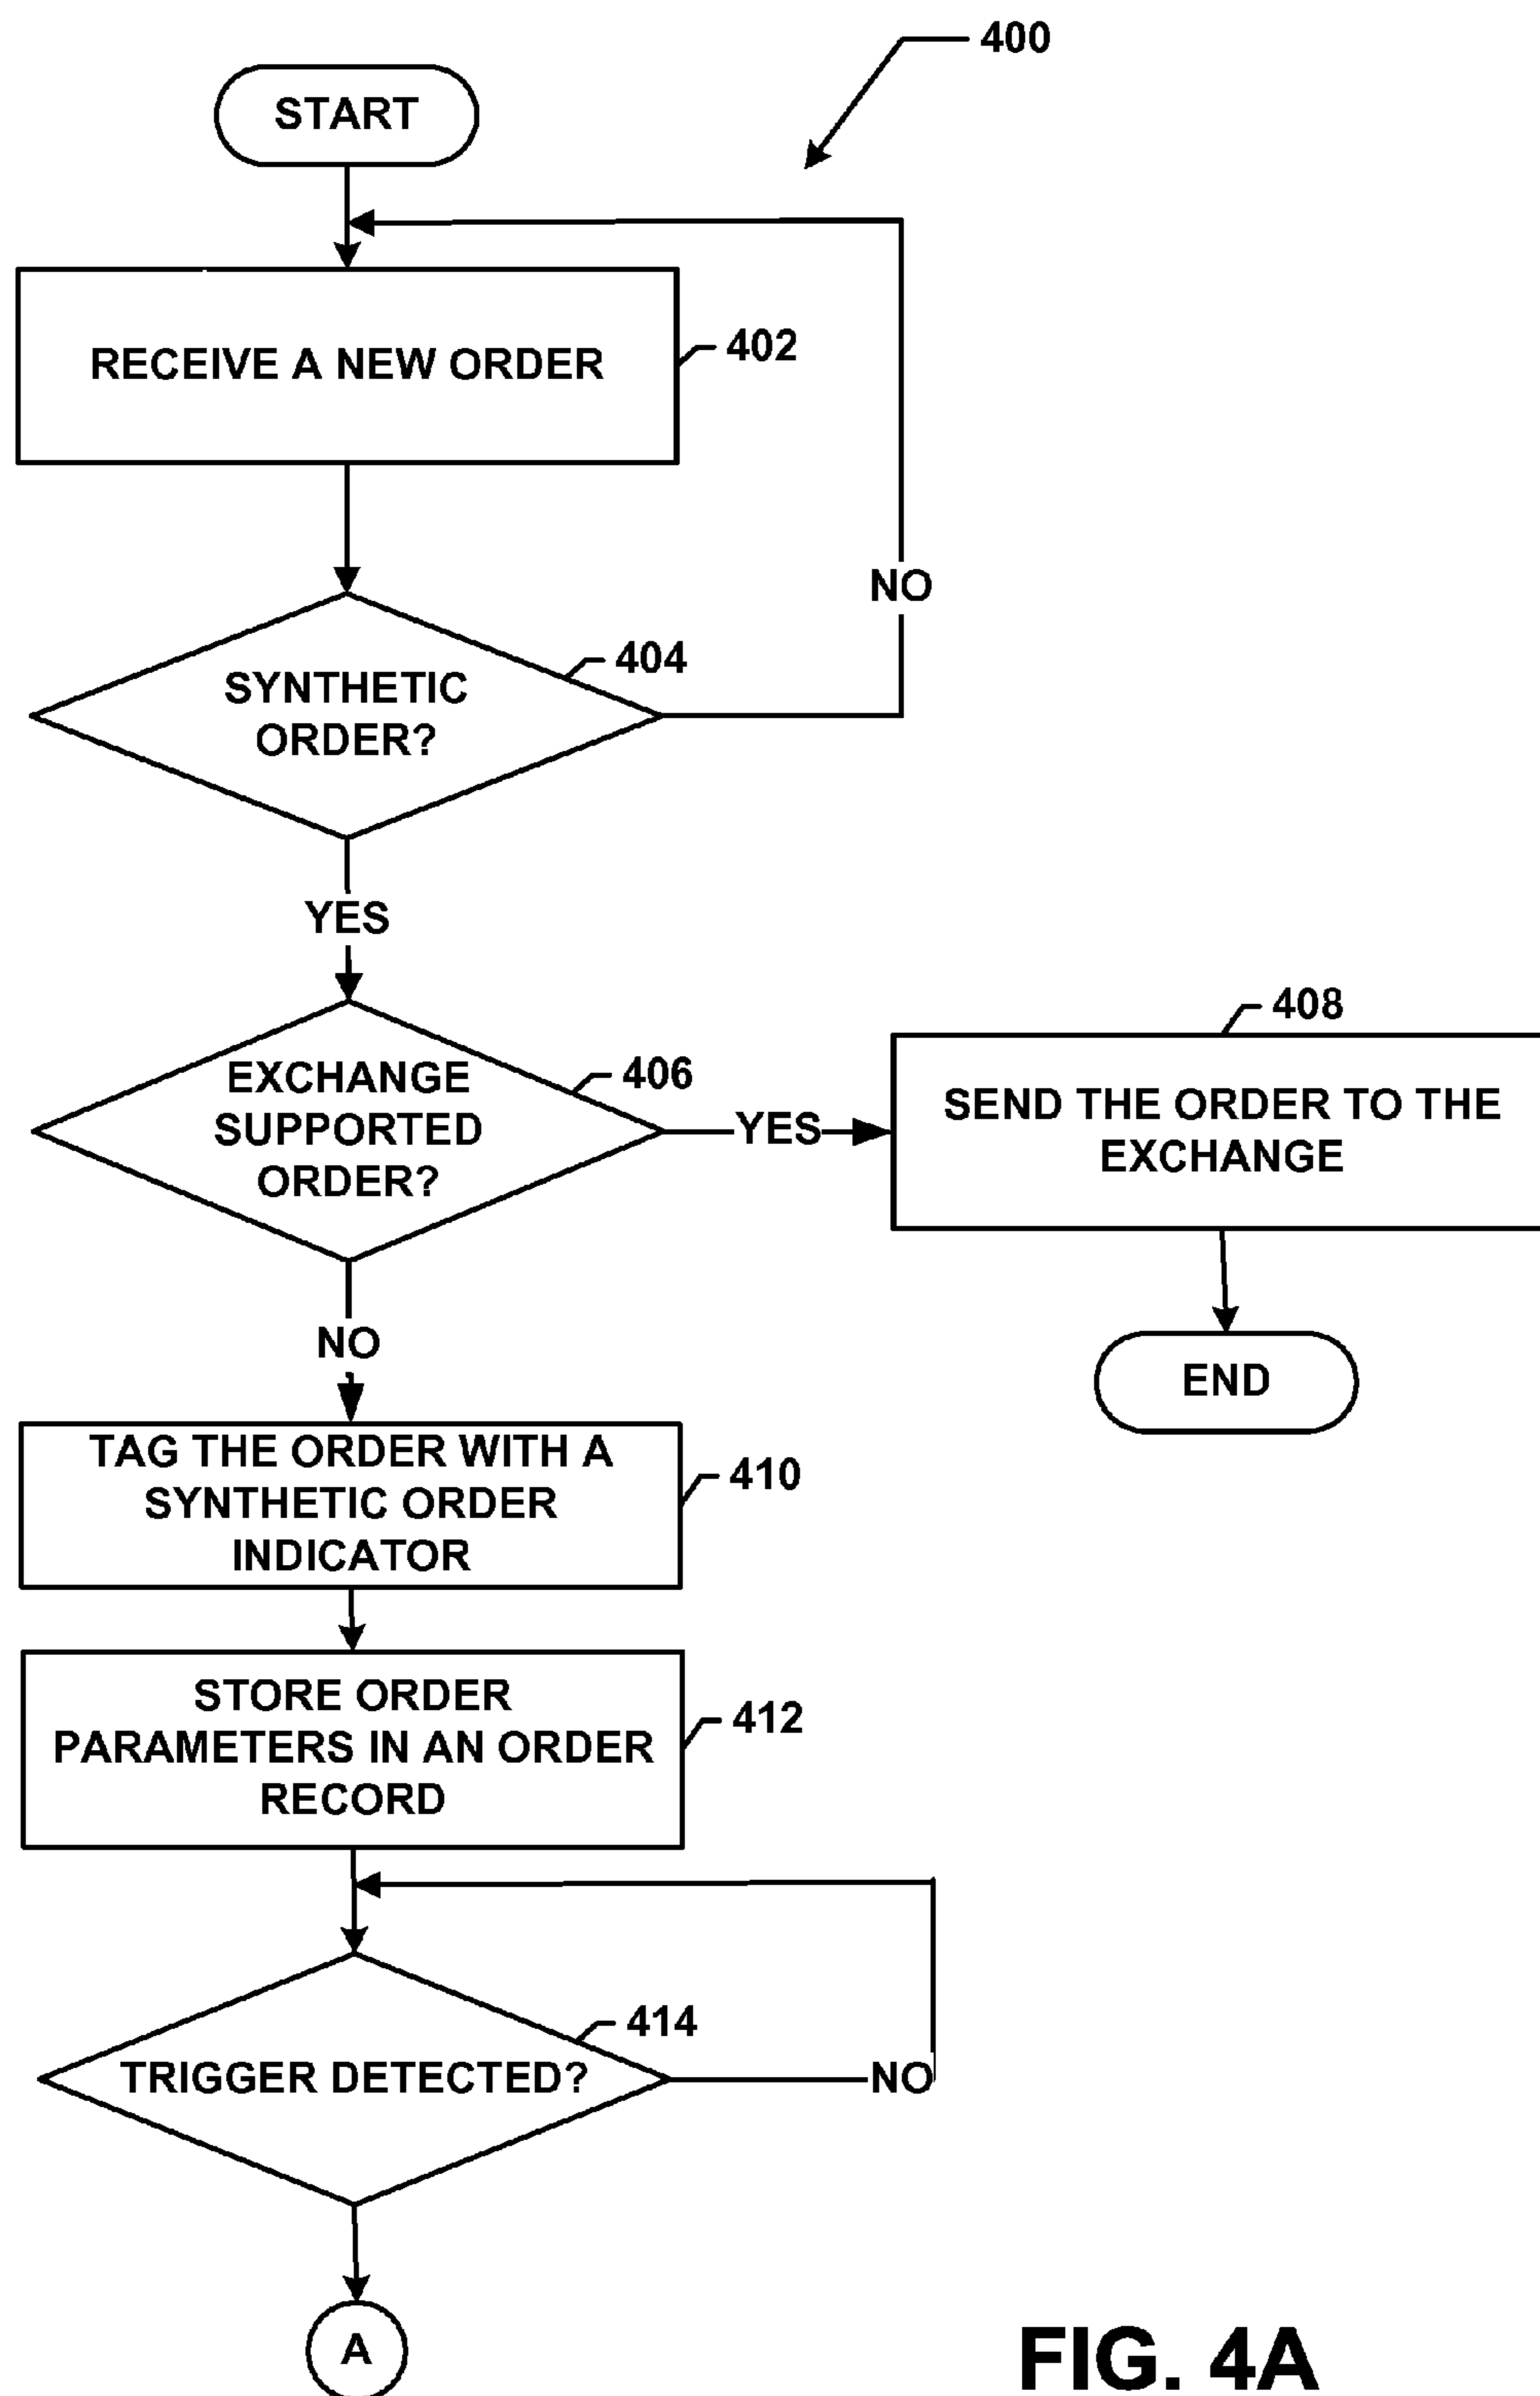 400
START
RECEIVE A NEW ORDER
402
NO
404
SYNTHETIC
ORDER?
YES
408
EXCHANGE
SUPPORTED
ORDER?
406
YES
SEND THE ORDER TO THE
EXCHANGE
NO
END
TAG THE ORDER WITH A
SYNTHETIC ORDER
INDICATOR
410
STORE ORDER
PARAMETERS IN AN ORDER
RECORD
412
414
TRIGGER DETECTED?
NO
A
FIG. 4A